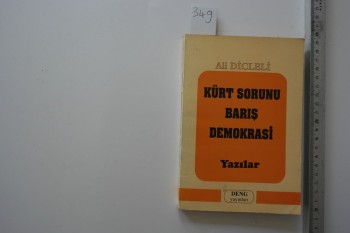 349
Ali DİCLELİ
KÜRT SORUNU
BARIŞ
DEMOKRASİ
Yazılar
DENG